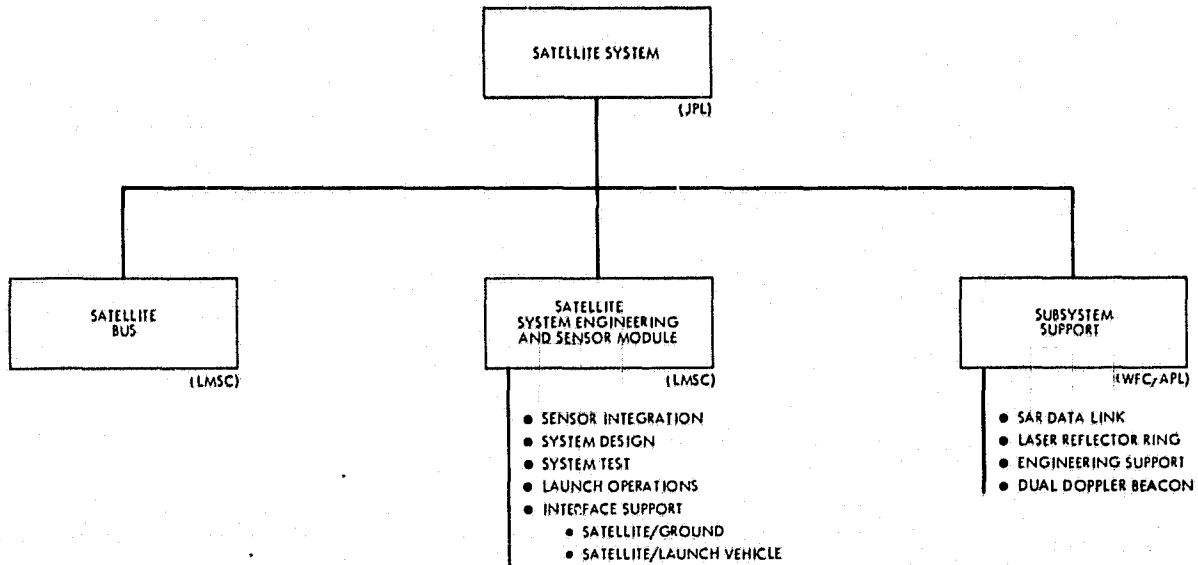 SATELLITE SYSTEM
(JPL)
SATELLITE
BUS
(LMSC)
SATELLITE
SYSTEM ENGINEERING
AND SENSOR MODULE
(LMSC)
● SENSOR INTEGRATION
● SYSTEM DESIGN
● SYSTEM TEST
● LAUNCH OPERATIONS
● INTERFACE SUPPORT
● SATELLITE/GROUND
● SATELLITE/LAUNCH VEHICLE
SUBSYSTEM
SUPPORT
(WFC/APL)
● SAR DATA LINK
● LASER REFLECTOR RING
● ENGINEERING SUPPORT
● DUAL DOPPLER BEACON